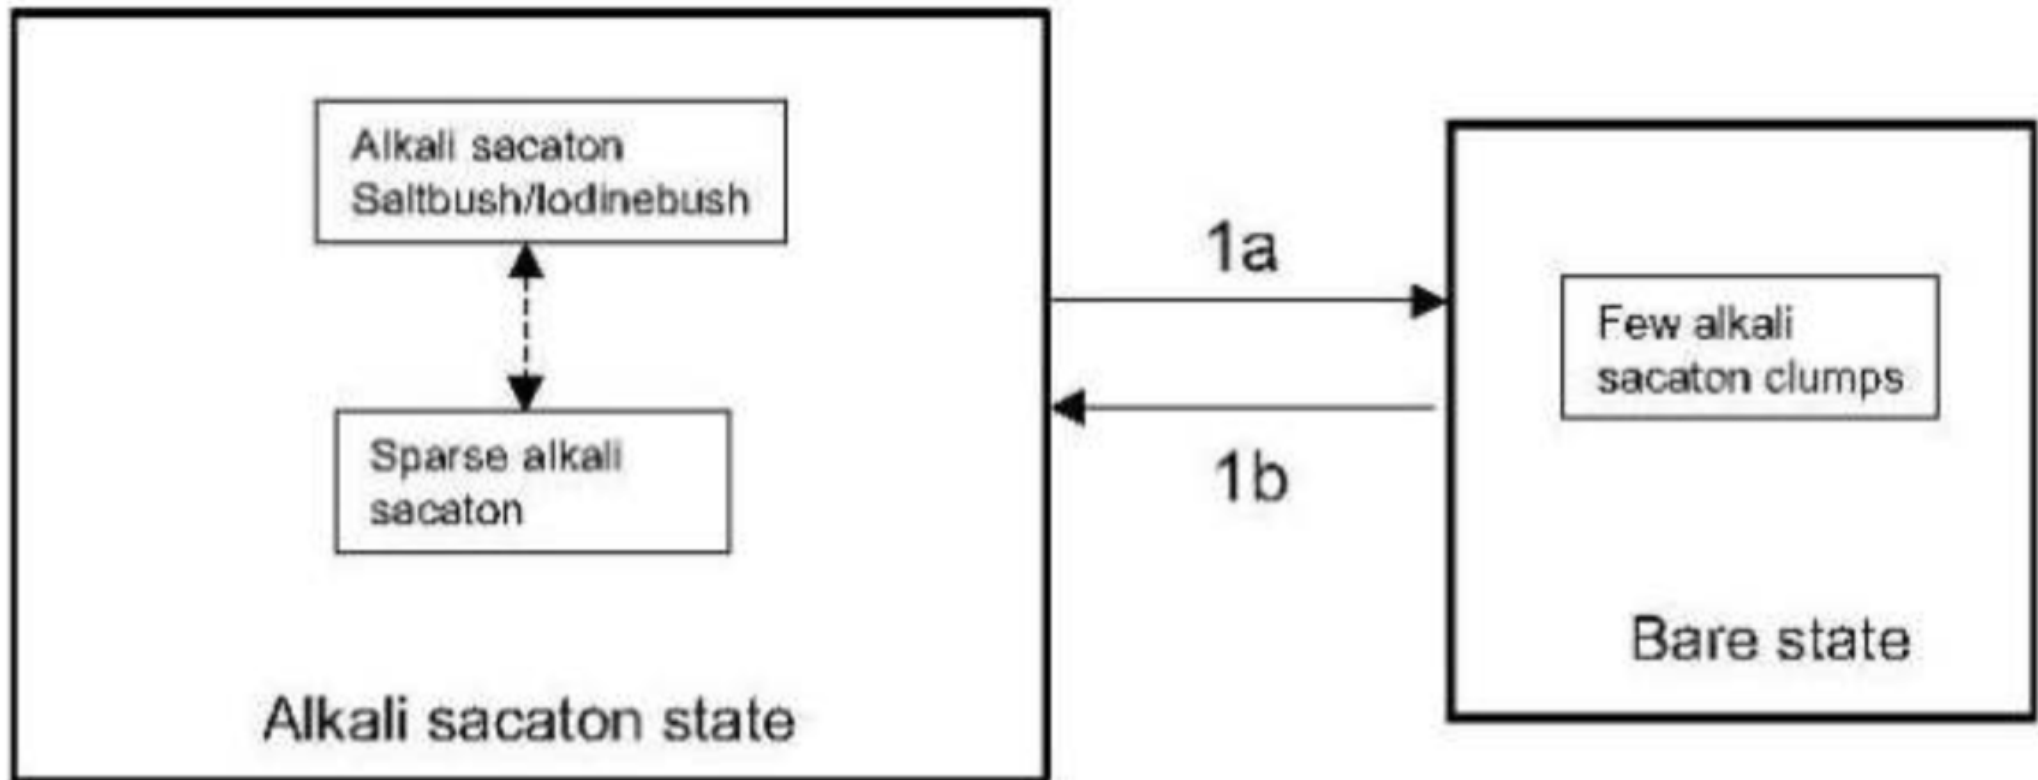 Alkali sacaton
Saltbush/Iodinebush
Sparse alkali
sacaton
Alkali sacaton state
1a
1b
Few alkali
sacaton clumps
Bare state